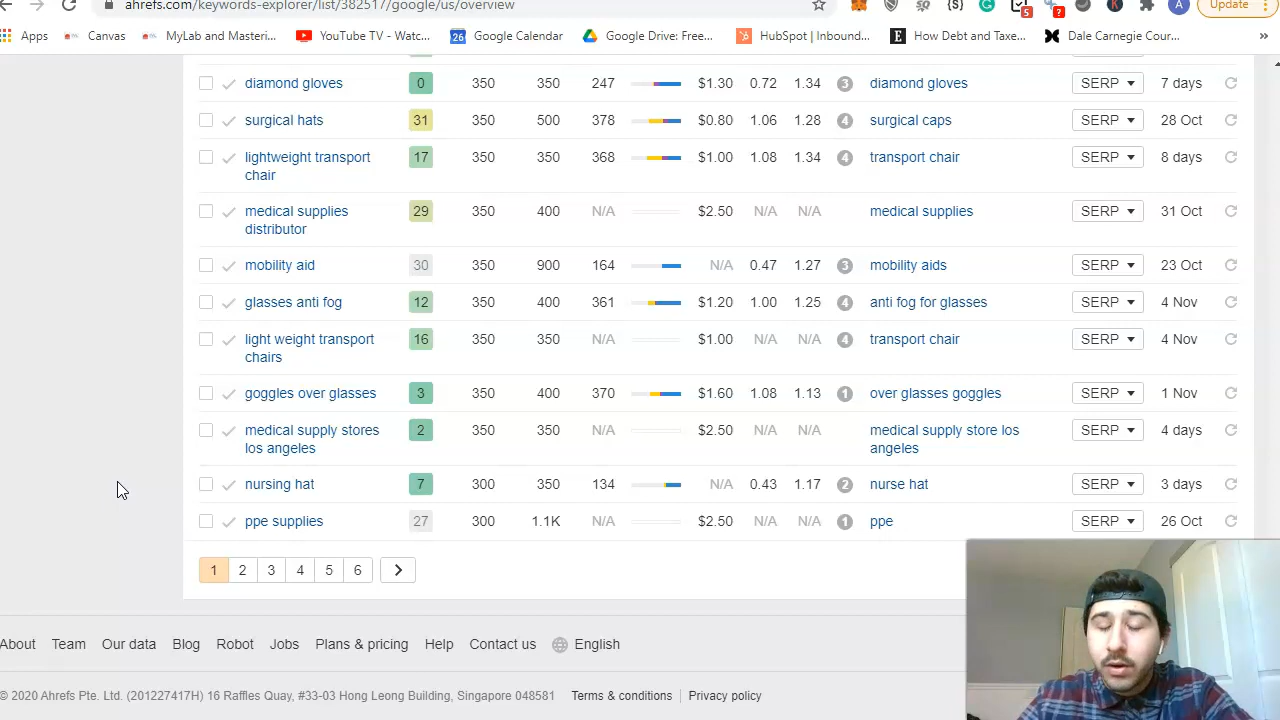 ahrefs.com/keywords-explorer/list/382517/google/us/overview
5
?
A
Update
Apps Canvas MyLab and Masteri... YouTube TV - Watc... 26 Google Calendar Google Drive: Free... HubSpot | Inbound... E How Debt and Taxe... Dale Carnegie Cour... »
diamond gloves 0 350 350 247 $1.30 0.72 1.34 3 diamond gloves SERP 7 days
surgical hats 31 350 500 378 $0.80 1.06 1.28 4 surgical caps SERP 28 Oct
lightweight transport 17 350 350 368 $1.00 1.08 1.34 4 transport chair SERP 8 days
chair
medical supplies 29 350 400 N/A $2.50 N/A N/A medical supplies SERP 31 Oct
distributor
mobility aid 30 350 900 164 N/A 0.47 1.27 3 mobility aids SERP 23 Oct
glasses anti fog 12 350 400 361 $1.20 1.00 1.25 4 anti fog for glasses SERP 4 Nov
light weight transport 16 350 350 N/A $1.00 N/A N/A 4 transport chair SERP 4 Nov
chairs
goggles over glasses 3 350 400 370 $1.60 1.08 1.13 1 over glasses goggles SERP 1 Nov
medical supply stores 2 350 350 N/A $2.50 N/A N/A medical supply store los SERP 4 days
los angeles angeles
nursing hat 7 300 350 134 N/A 0.43 1.17 2 nurse hat SERP 3 days
ppe supplies 27 300 1.1K N/A $2.50 N/A N/A 1 ppe SERP 26 Oct
1 2 3 4 5 6
About Team Our data Blog Robot Jobs Plans & pricing Help Contact us English
© 2020 Ahrefs Pte. Ltd. (201227417H) 16 Raffles Quay, #33-03 Hong Leong Building, Singapore 048581 Terms & conditions Privacy policy